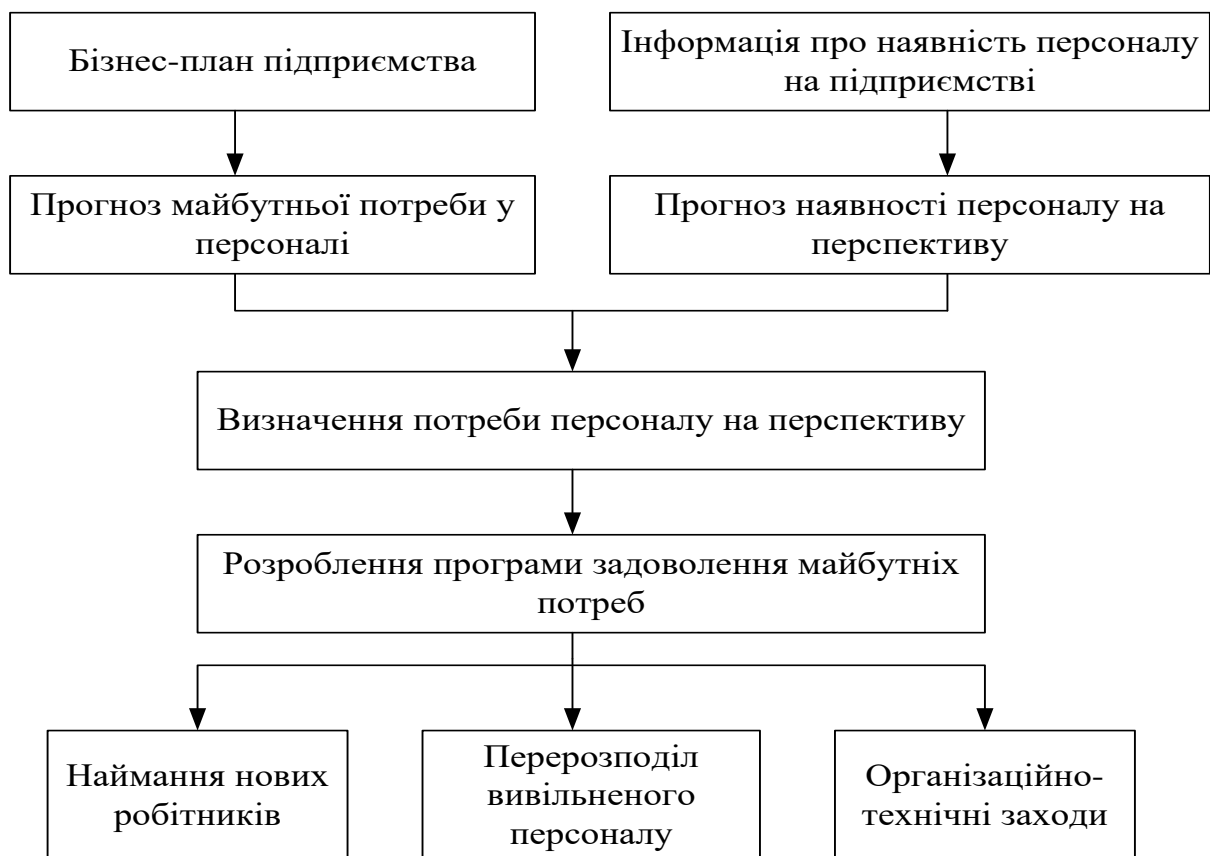 Бізнес-план підприємства
Інформація про наявність персоналу
на підприємстві
Прогноз майбутньої потреби у
персоналі
Прогноз наявності персоналу на
перспективу
Визначення потреби персоналу на перспективу
Розроблення програми задоволення майбутніх
потреб
Наймання нових
робітників
Перерозподіл
вивільненого
персоналу
Організаційно-
технічні заходи